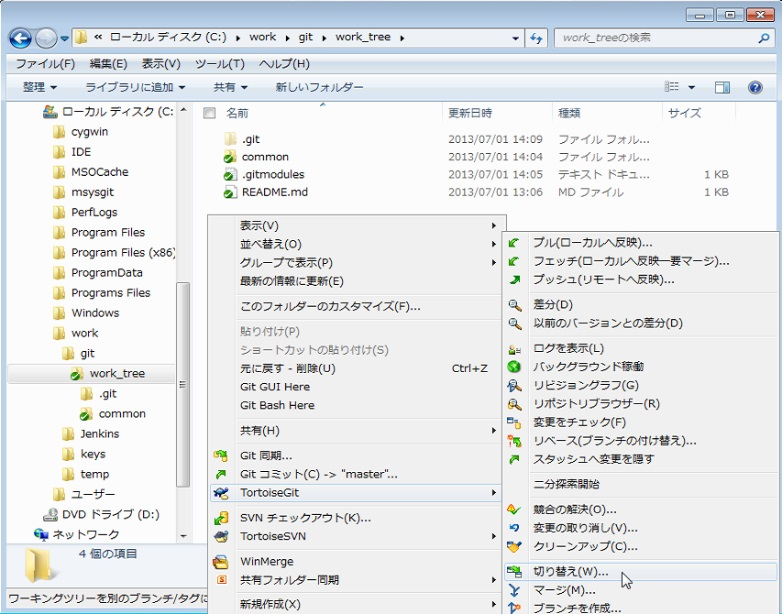 « ローカル ディスク (C:) ▸ work ▸ git ▸ work_tree ▸
work_treeの検索
ファイル(F) 編集(E) 表示(V) ツール(T) ヘルプ(H)
整理 ライブラリに追加 共有 新しいフォルダー
ローカル ディスク (C:
cygwin
IDE
MSOCache
msysgit
PerfLogs
Program Files
Program Files (x86)
ProgramData
Programs Files
Windows
work
git
work_tree
.git
common
Jenkins
keys
temp
ユーザー
DVD ドライブ (D:)
ネットワーク
名前 更新日時 種類 サイズ
.git 2013/07/01 14:09 ファイル フォル...
common 2013/07/01 14:04 ファイル フォル...
.gitmodules 2013/07/01 14:05 テキスト ドキュ... 1 KB
README.md 2013/07/01 13:06 MD ファイル 1 KB
表示(V)
並べ替え(O)
グループで表示(P)
最新の情報に更新(E)
このフォルダーのカスタマイズ(F)...
貼り付け(P)
ショートカットの貼り付け(S)
元に戻す - 削除(U) Ctrl+Z
Git GUI Here
Git Bash Here
共有(H)
Git 同期...
Git コミット(C) -> "master"...
TortoiseGit
SVN チェックアウト(K)...
TortoiseSVN
WinMerge
共有フォルダー同期
新規作成(X)
プル(ローカルへ反映)...
フェッチ(ローカルへ反映―要マージ)...
プッシュ(リモートへ反映)...
差分(D)
以前のバージョンとの差分(D)
ログを表示(L)
バックグラウンド稼働
リビジョングラフ(G)
リポジトリブラウザー(R)
変更をチェック(F)
リベース(ブランチの付け替え)...
スタッシュへ変更を隠す
二分探索開始
競合の解決(O)...
変更の取り消し(V)...
クリーンアップ(C)...
切り替え(W)...
マージ(M)...
ブランチを作成...
4 個の項目
ワーキングツリーを別のブランチ/タグに